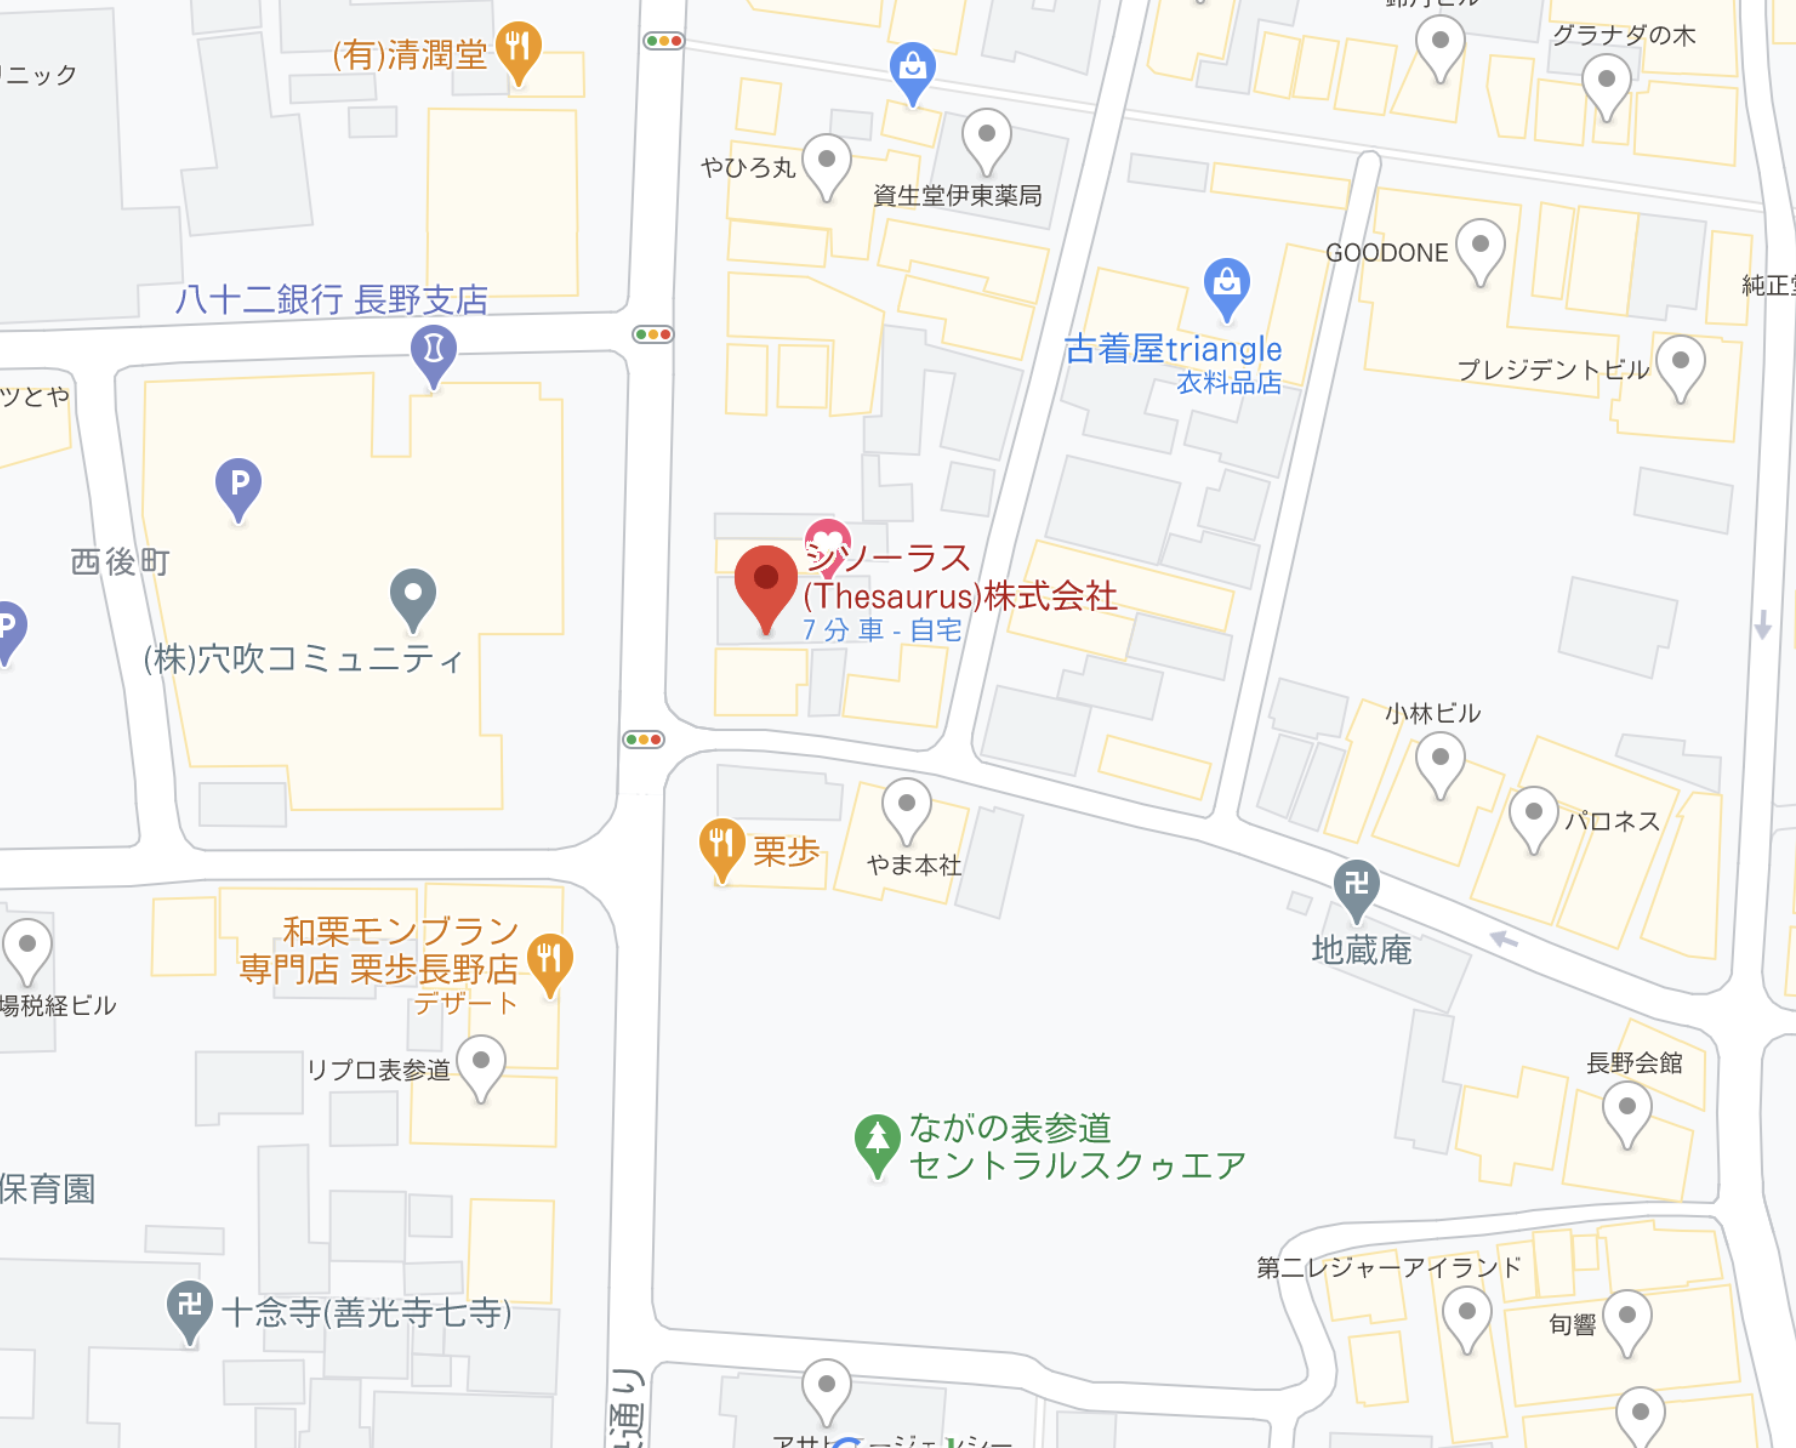 鈴乃ビル
グラナダの木
(有)清潤堂
リニック
やひろ丸
資生堂伊東薬局
GOODONE
八十二銀行 長野支店
古着屋triangle
衣料品店
プレジデントビル
ツとや
P
西後町
シソーラス
(Thesaurus)株式会社
7 分 車 - 自宅
P
(株)穴吹コミュニティ
小林ビル
パロネス
栗歩
やま本社
地蔵庵
和栗モンブラン
専門店 栗歩長野店
デザート
場税経ビル
リプロ表参道
長野会館
ながの表参道
セントラルスクゥエア
保育園
第二レジャーアイランド
十念寺(善光寺七寺)
旬響
通り